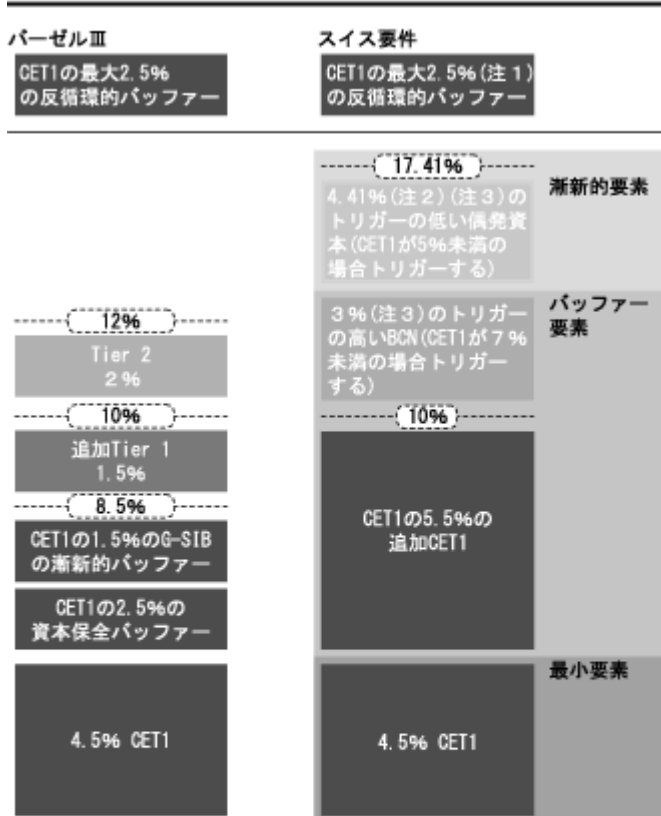 バーゼルⅢ
CET1の最大2.5%
の反循環的バッファー
12%
Tier 2
2%
10%
追加Tier 1
1.5%
8.5%
CET1の1.5%のG-SIB
の漸新的バッファー
CET1の2.5%の
資本保全バッファー
4.5% CET1
スイス要件
CET1の最大2.5%(注1)
の反循環的バッファー
17.41%
4.41%(注2)(注3)の
トリガーの低い偶発資
本(CET1が5%未満の
場合トリガーする)
漸新的要素
3%(注3)のトリガー
の高いBCN(CET1が7%
未満の場合トリガー
する)
バッファー
要素
10%
CET1の5.5%の
追加CET1
最小要素
4.5% CET1